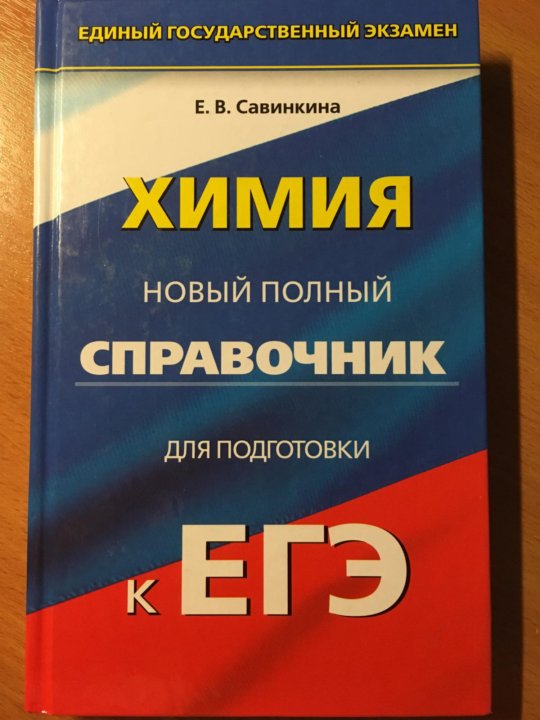 ЕДИНЫЙ ГОСУДАРСТВЕННЫЙ ЭКЗАМЕН
Е. В. Савинкина
ХИМИЯ
НОВЫЙ ПОЛНЫЙ
СПРАВОЧНИК
ДЛЯ ПОДГОТОВКИ
к ЕГЭ